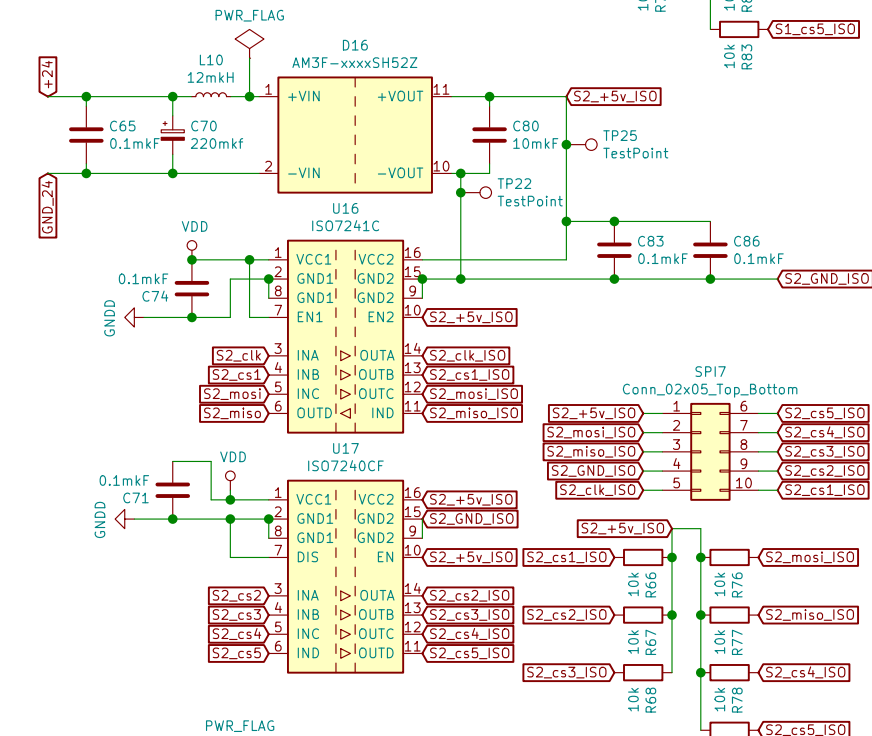 PWR_FLAG
S1_cs5_ISO
10k
R83
+24
L10
12mkH
D16
AM3F-xxxxSH52Z
1 +VIN +VOUT 11
S2_+5v_ISO
C65
0.1mkF
+
C70
220mkf
C80
10mkF
TP25
TestPoint
2 -VIN -VOUT 10
TP22
TestPoint
GND_24
U16
ISO7241C
VDD
1 VCC1 VCC2 16
2 GND1 GND2 15
8 GND1 GND2 9
7 EN1 EN2 10 S2_+5v_ISO
0.1mkF
C74
GNDD
C83
0.1mkF
C86
0.1mkF
S2_GND_ISO
S2_clk 3 INA OUTA 14 S2_clk_ISO
S2_cs1 4 INB OUTB 13 S2_cs1_ISO
S2_mosi 5 INC OUTC 12 S2_mosi_ISO
S2_miso 6 OUTD IND 11 S2_miso_ISO
SPI7
Conn_02x05_Top_Bottom
S2_+5v_ISO 1 6 S2_cs5_ISO
S2_mosi_ISO 2 7 S2_cs4_ISO
S2_miso_ISO 3 8 S2_cs3_ISO
S2_GND_ISO 4 9 S2_cs2_ISO
S2_clk_ISO 5 10 S2_cs1_ISO
U17
ISO7240CF
VDD
0.1mkF
C71
GNDD
1 VCC1 VCC2 16 S2_+5v_ISO
2 GND1 GND2 15 S2_GND_ISO
8 GND1 GND2 9
7 DIS EN 10 S2_+5v_ISO
S2_cs2 3 INA OUTA 14 S2_cs2_ISO
S2_cs3 4 INB OUTB 13 S2_cs3_ISO
S2_cs4 5 INC OUTC 12 S2_cs4_ISO
S2_cs5 6 IND OUTD 11 S2_cs5_ISO
S2_+5v_ISO
S2_cs1_ISO
10k
R66
10k
R76
S2_mosi_ISO
S2_cs2_ISO
10k
R67
10k
R77
S2_miso_ISO
S2_cs3_ISO
10k
R68
10k
R78
S2_cs4_ISO
S2_cs5_ISO
PWR_FLAG